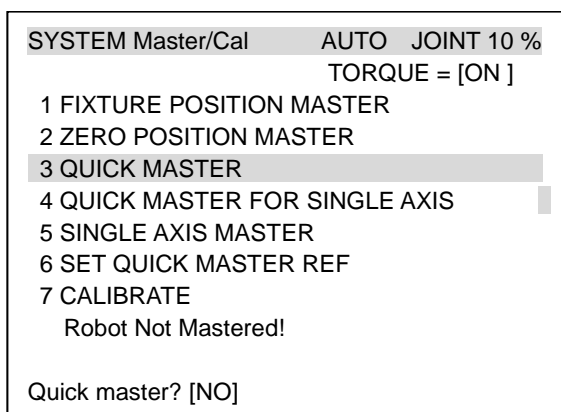 SYSTEM Master/Cal AUTO JOINT 10 %
TORQUE = [ON ]
1 FIXTURE POSITION MASTER
2 ZERO POSITION MASTER
3 QUICK MASTER
4 QUICK MASTER FOR SINGLE AXIS
5 SINGLE AXIS MASTER
6 SET QUICK MASTER REF
7 CALIBRATE
Robot Not Mastered!
Quick master? [NO]